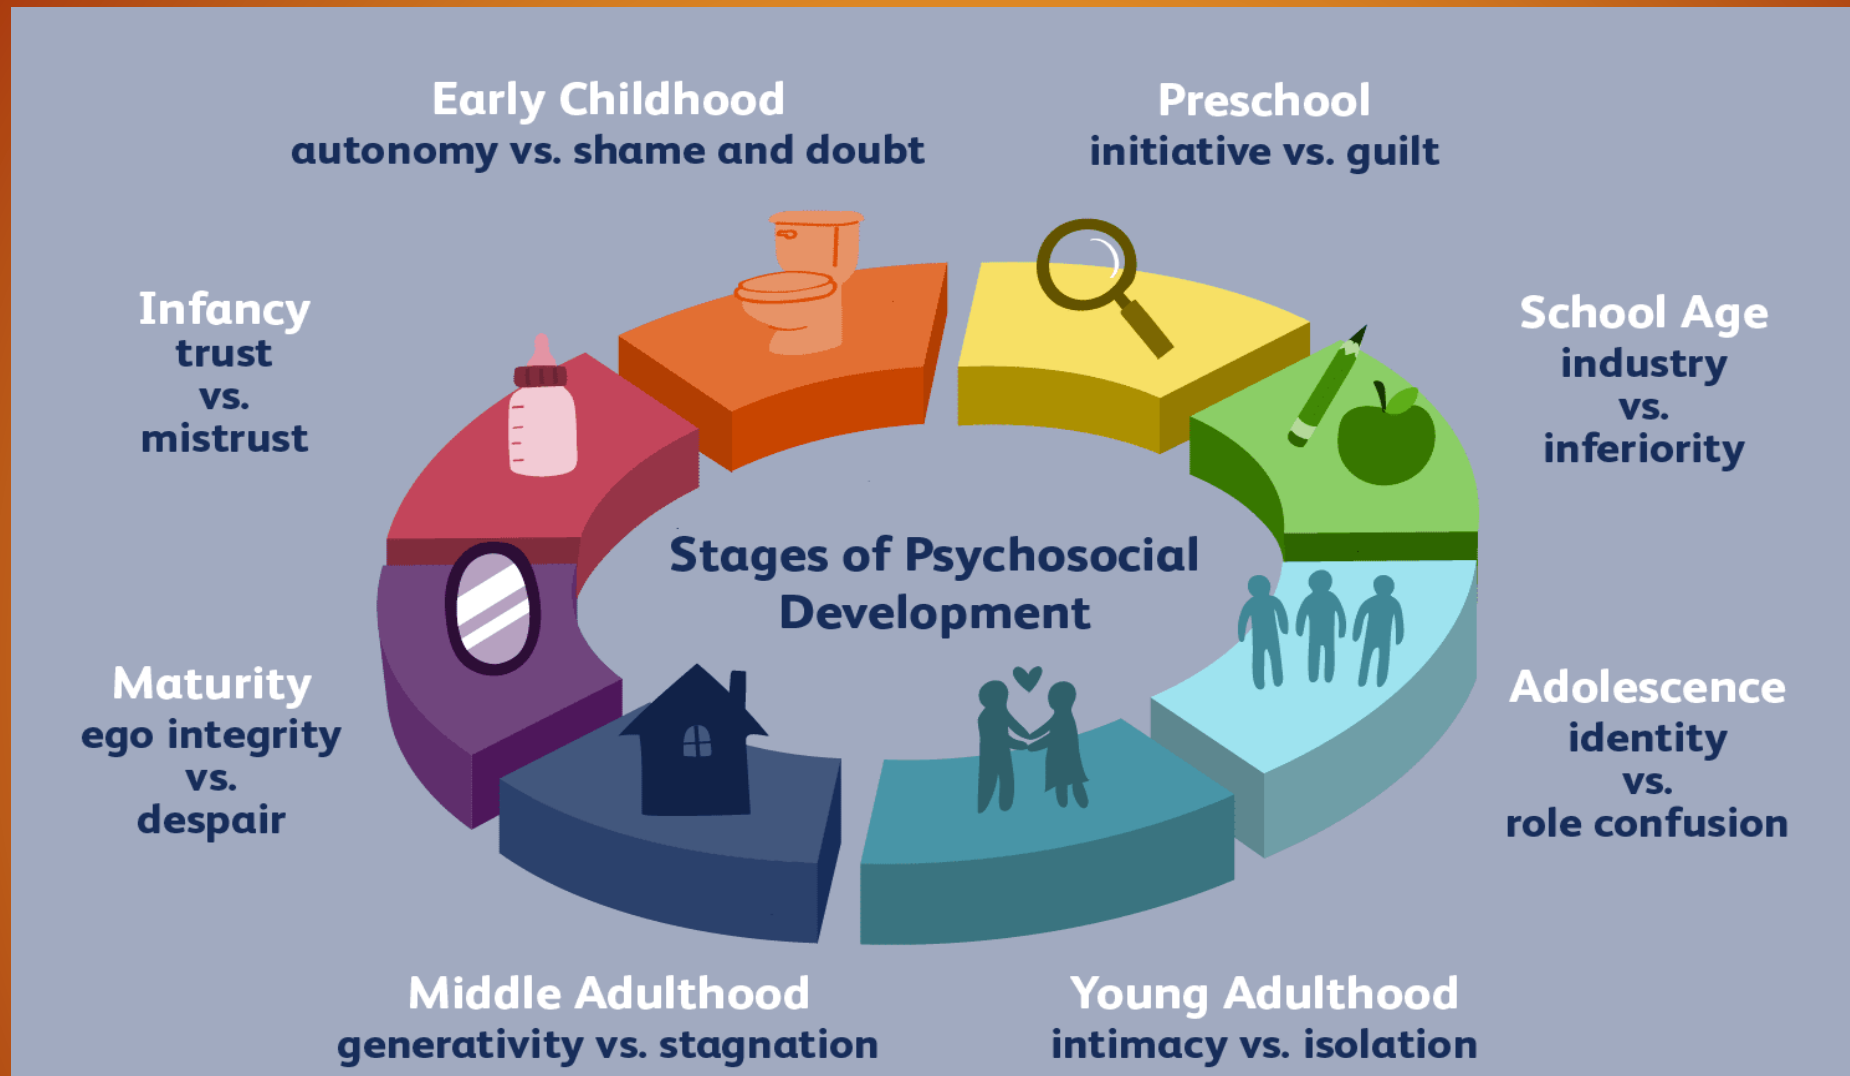 Early Childhood
autonomy vs. shame and doubt
Preschool
initiative vs. guilt
Infancy
trust
vs.
mistrust
School Age
industry
vs.
inferiority
Stages of Psychosocial
Development
Maturity
ego integrity
vs.
despair
Adolescence
identity
vs.
role confusion
Middle Adulthood
generativity vs. stagnation
Young Adulthood
intimacy vs. isolation